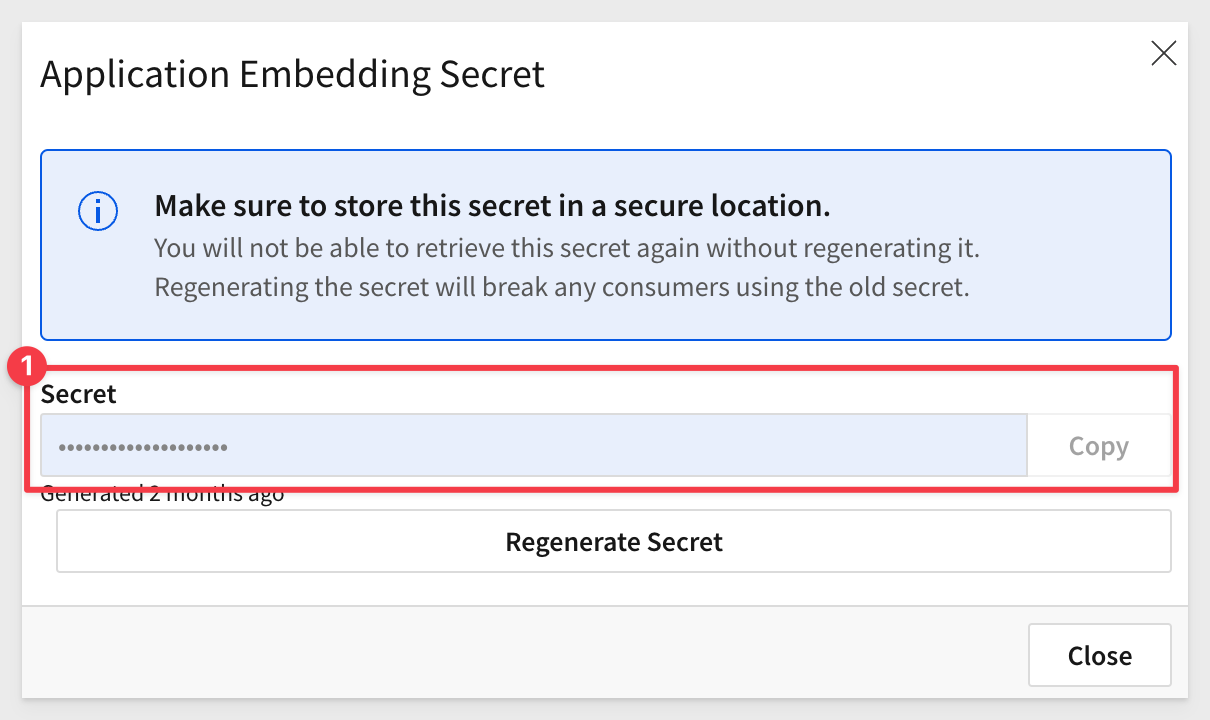 Application Embedding Secret
Make sure to store this secret in a secure location.
You will not be able to retrieve this secret again without regenerating it.
Regenerating the secret will break any consumers using the old secret.
1
Secret
••••••••••••••••••••
Copy
Generated 2 months ago
Regenerate Secret
Close